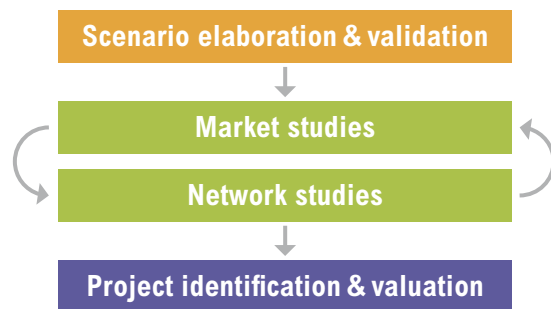 Scenario elaboration & validation
Market studies
Network studies
Project identification & valuation